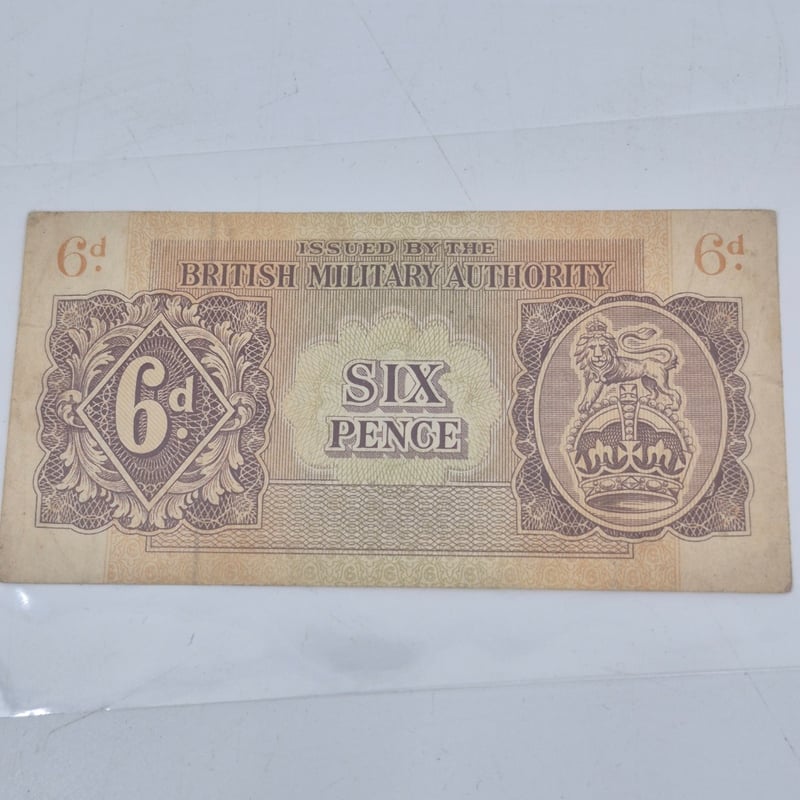 6d.
6d.
ISSUED BY THE
BRITISH MILITARY AUTHORITY
6d.
SIX
PENCE